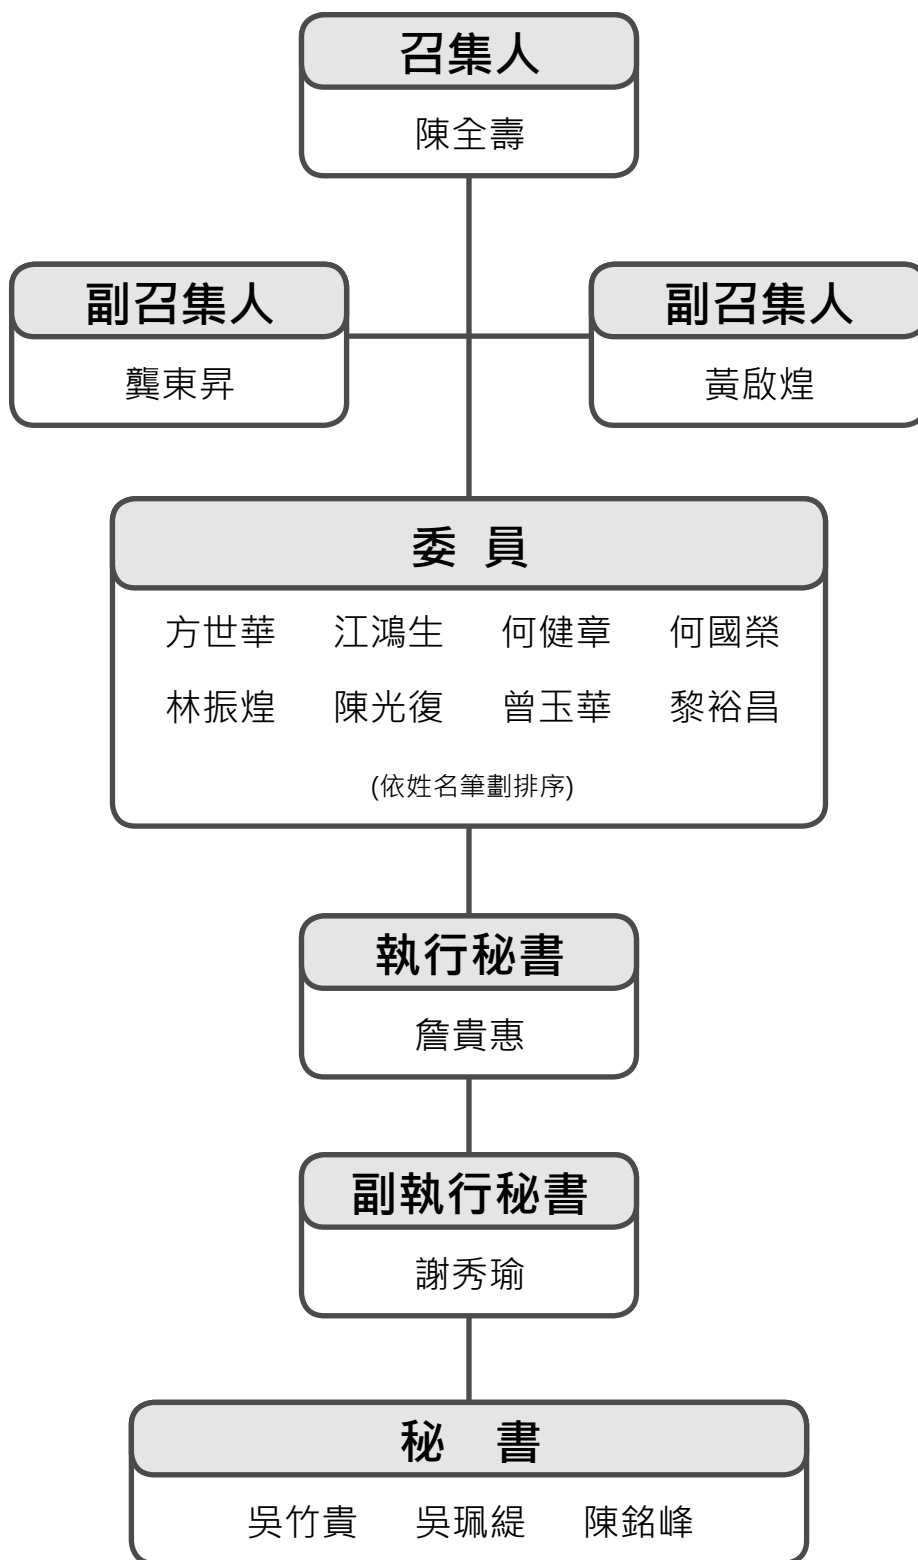 召集人
陳全壽
副召集人
龔東昇
副召集人
黃啟煌
委 員
方世華 江鴻生 何健章 何國榮
林振煌 陳光復 曾玉華 黎裕昌
(依姓名筆劃排序)
執行秘書
詹貴惠
副執行秘書
謝秀瑜
秘 書
吳竹貴 吳珮緹 陳銘峰